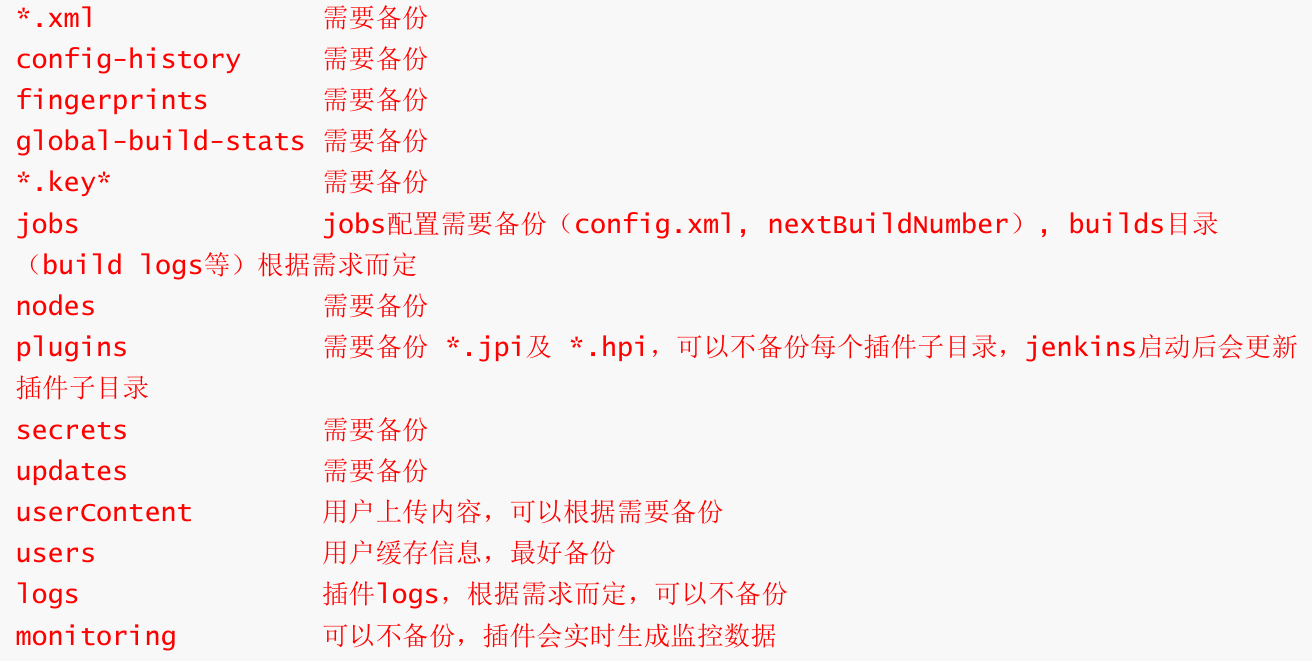 *.xml 需要备份
config-history 需要备份
fingerprints 需要备份
global-build-stats 需要备份
*.key* 需要备份
jobs jobs配置需要备份（config.xml, nextBuildNumber）, builds目录
（build logs等）根据需求而定
nodes 需要备份
plugins 需要备份 *.jpi及 *.hpi，可以不备份每个插件子目录，jenkins启动后会更新
插件子目录
secrets 需要备份
updates 需要备份
userContent 用户上传内容，可以根据需要备份
users 用户缓存信息，最好备份
logs 插件logs，根据需求而定，可以不备份
monitoring 可以不备份，插件会实时生成监控数据